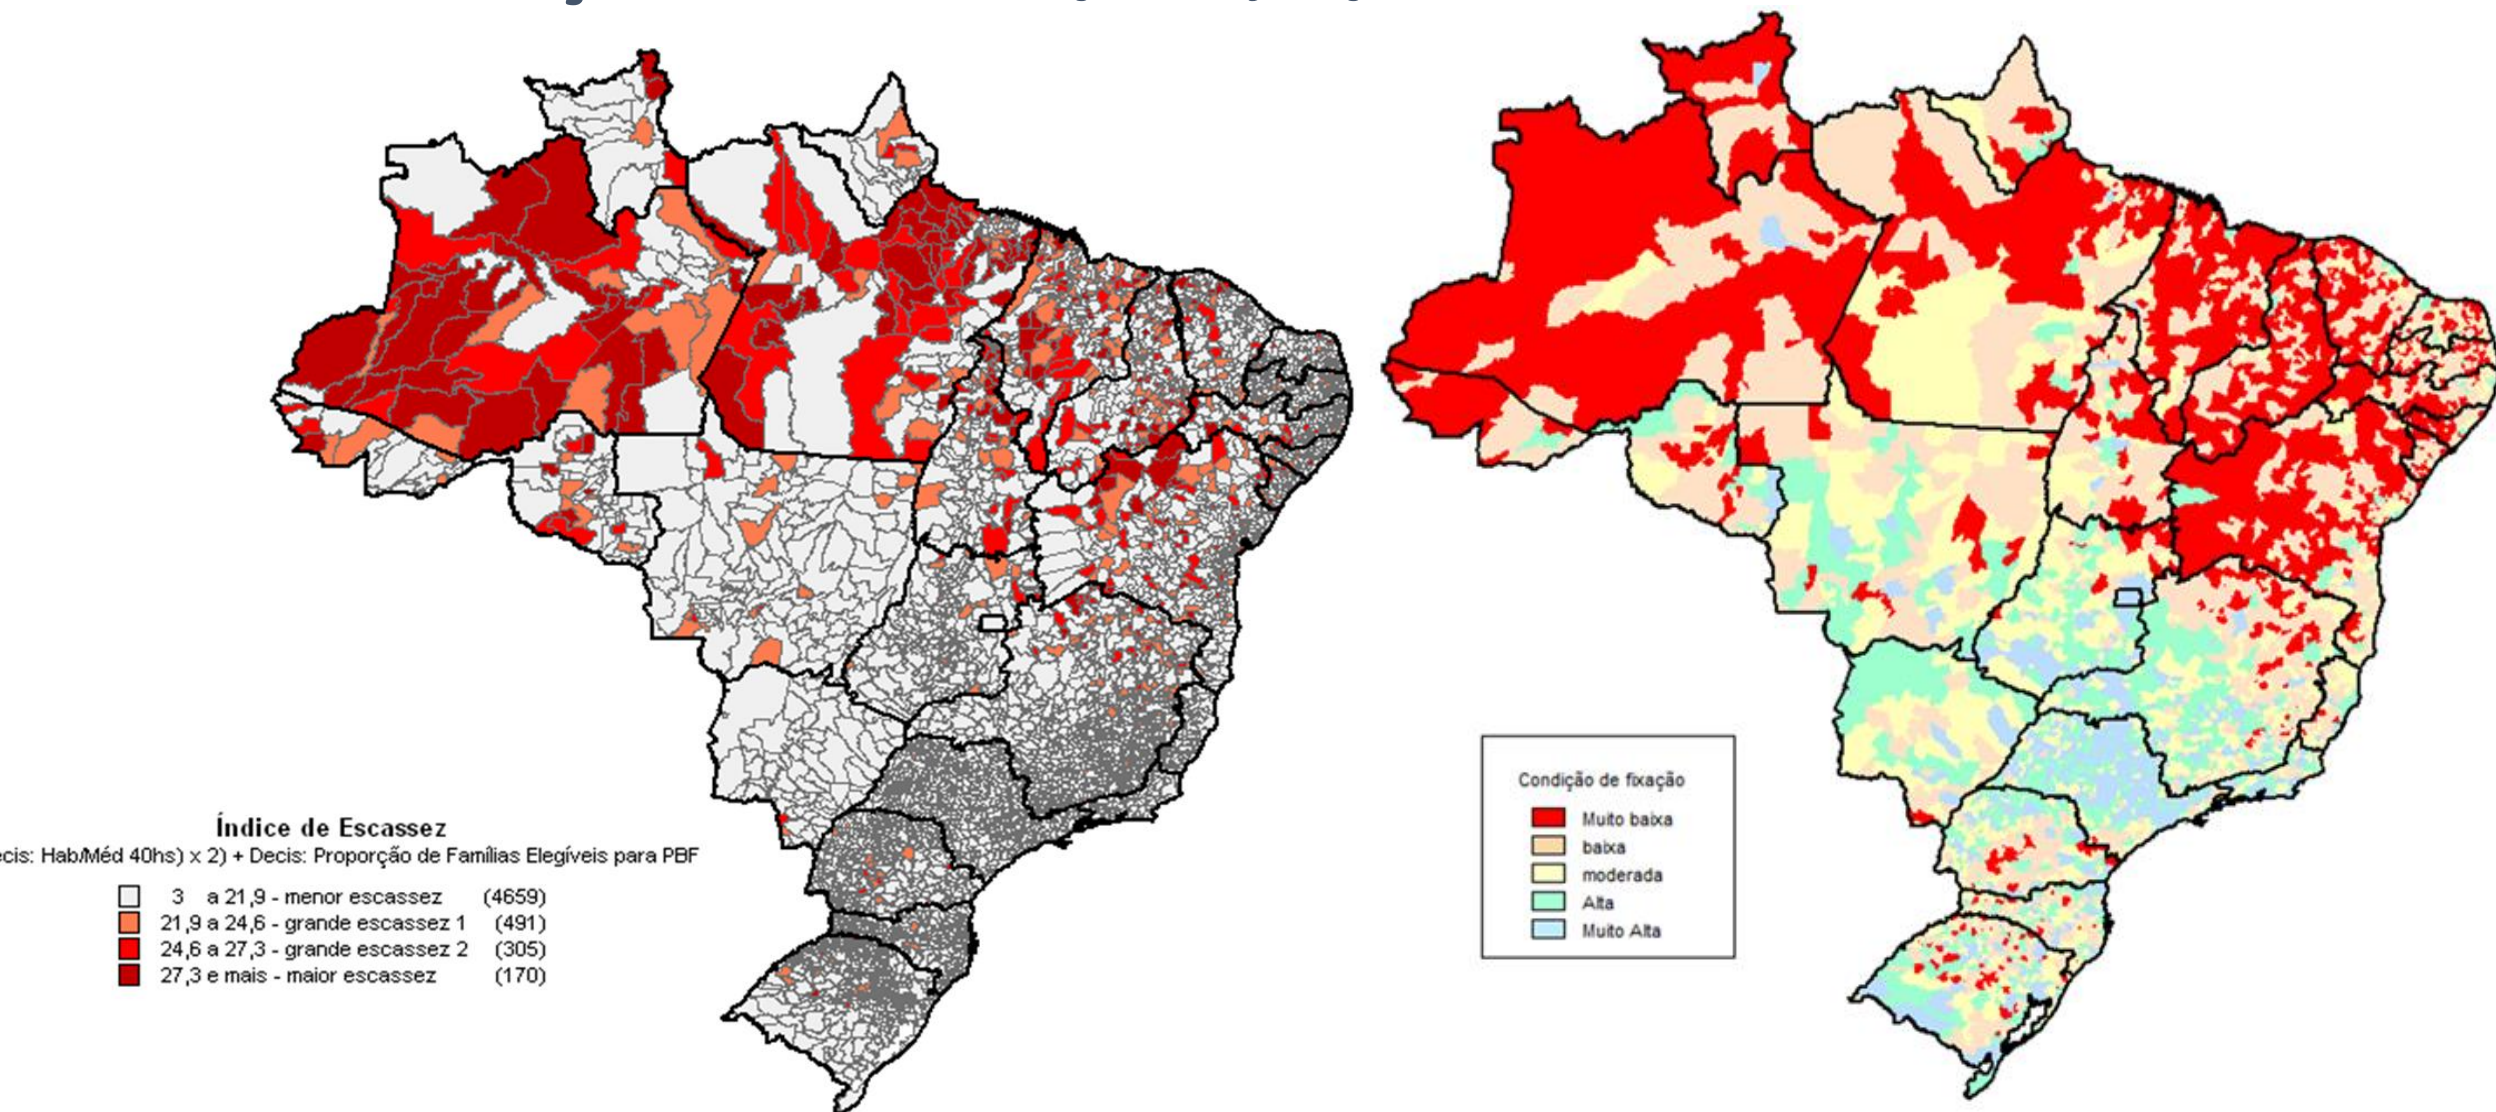 Índice de Escassez
ecis: Hab/Méd 40hs) x 2) + Decis: Proporção de Famílias Elegíveis para PBF
3 a 21,9 - menor escassez (4659)
21,9 a 24,6 - grande escassez 1 (491)
24,6 a 27,3 - grande escassez 2 (305)
27,3 e mais - maior escassez (170)
Condição de fixação
Muito baixa
baixa
moderada
Alta
Muito Alta